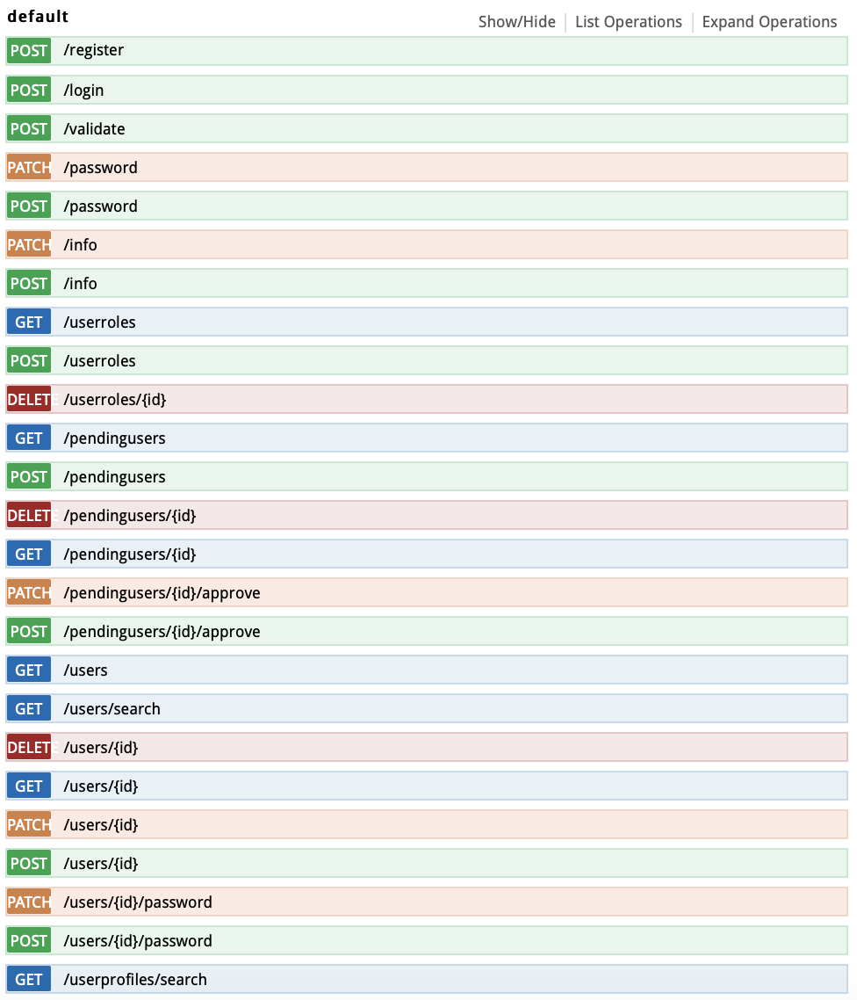 default
Show/Hide List Operations Expand Operations
POST /register
POST /login
POST /validate
PATCH /password
POST /password
PATCH /info
POST /info
GET /userroles
POST /userroles
DELETE /userroles/{id}
GET /pendingusers
POST /pendingusers
DELETE /pendingusers/{id}
GET /pendingusers/{id}
PATCH /pendingusers/{id}/approve
POST /pendingusers/{id}/approve
GET /users
GET /users/search
DELETE /users/{id}
GET /users/{id}
PATCH /users/{id}
POST /users/{id}
PATCH /users/{id}/password
POST /users/{id}/password
GET /userprofiles/search